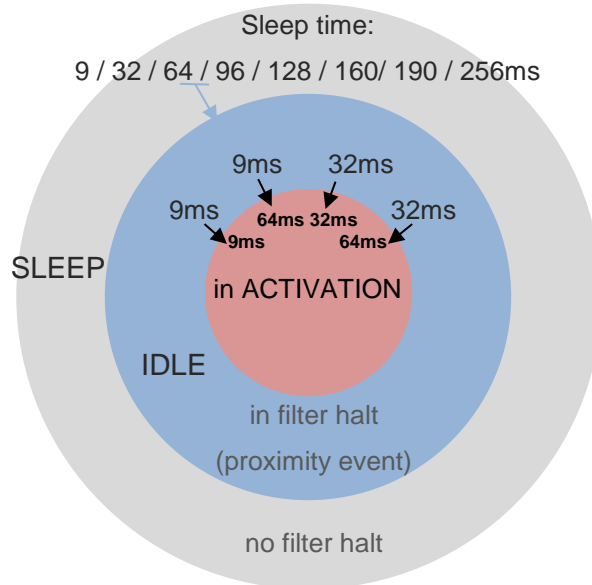 Sleep time:
9 / 32 / 64 / 96 / 128 / 160/ 190 / 256ms
9ms 32ms
9ms 64ms 32ms 32ms
9ms 64ms
SLEEP
in ACTIVATION
IDLE
in filter halt
(proximity event)
no filter halt